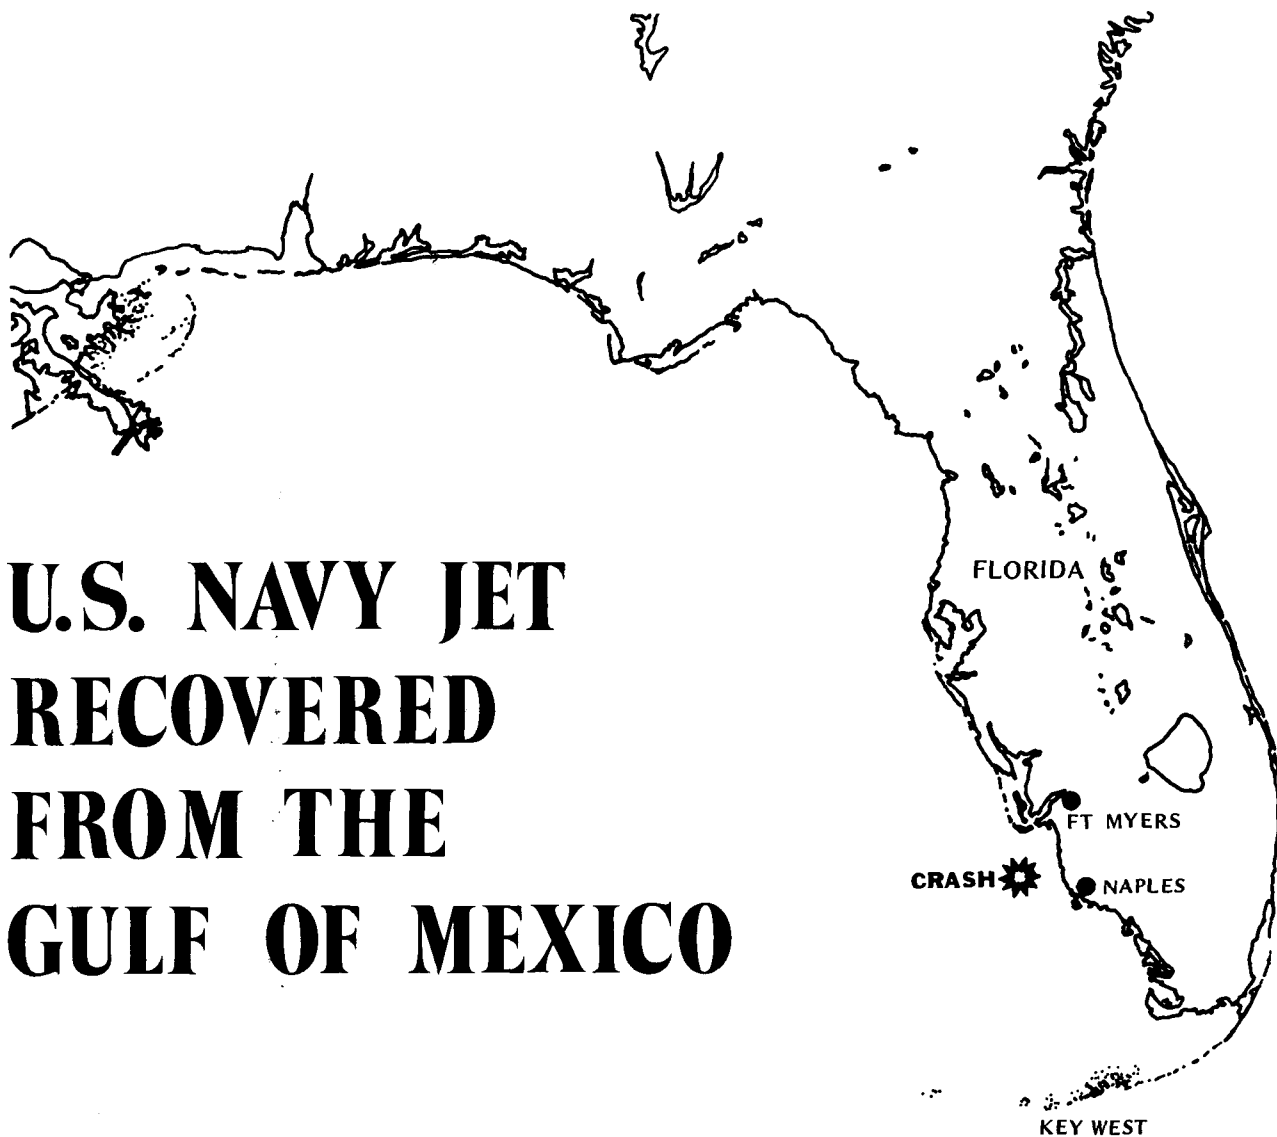 U.S. NAVY JET
RECOVERED
FROM THE
GULF OF MEXICO
FLORIDA
FT MYERS
CRASH
NAPLES
KEY WEST